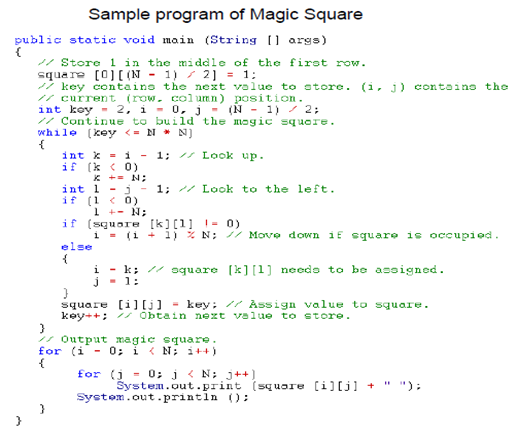 Sample program of Magic Square
public static void main (String [] args)
{
// Store 1 in the middle of the first row.
square [0][(N - 1) / 2] = 1;
// key contains the next value to store. (i, j) contains the
// current (row, column) position.
int key = 2, i = 0, j = (N - 1) / 2;
// Continue to build the magic square.
while (key <= N * N)
{
int k = i - 1; // Look up.
if (k < 0)
k += N;
int l = j - 1; // Look to the left.
if (l < 0)
l += N;
if (square [k][l] != 0)
i = (i + 1) % N; // Move down if square is occupied.
else
{
i = k; // square [k][l] needs to be assigned.
j = l;
}
square [i][j] = key; // Assign value to square.
key++; // Obtain next value to store.
}
// Output magic square.
for (i = 0; i < N; i++)
{
for (j = 0; j < N; j++)
System.out.print (square [i][j] + " ");
System.out.println ();
}
}